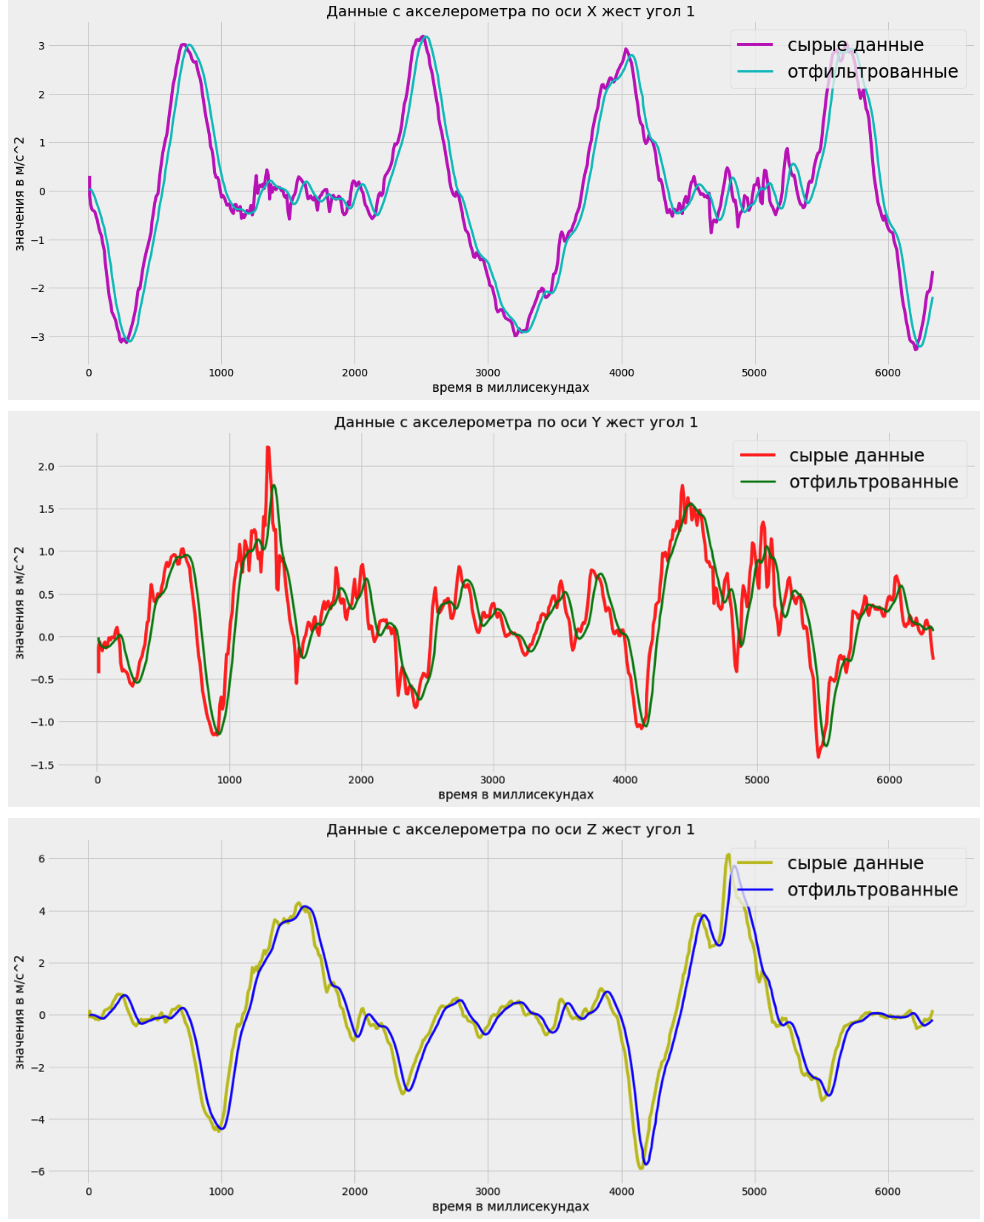 Данные с акселерометра по оси X жест угол 1
сырые данные
отфильтрованные
значения в м/с^2
3
2
1
0
−1
−2
−3
0 1000 2000 3000 4000 5000 6000
время в миллисекундах
Данные с акселерометра по оси Y жест угол 1
сырые данные
отфильтрованные
значения в м/с^2
2.0
1.5
1.0
0.5
0.0
−0.5
−1.0
−1.5
0 1000 2000 3000 4000 5000 6000
время в миллисекундах
Данные с акселерометра по оси Z жест угол 1
сырые данные
отфильтрованные
значения в м/с^2
6
4
2
0
−2
−4
−6
0 1000 2000 3000 4000 5000 6000
время в миллисекундах